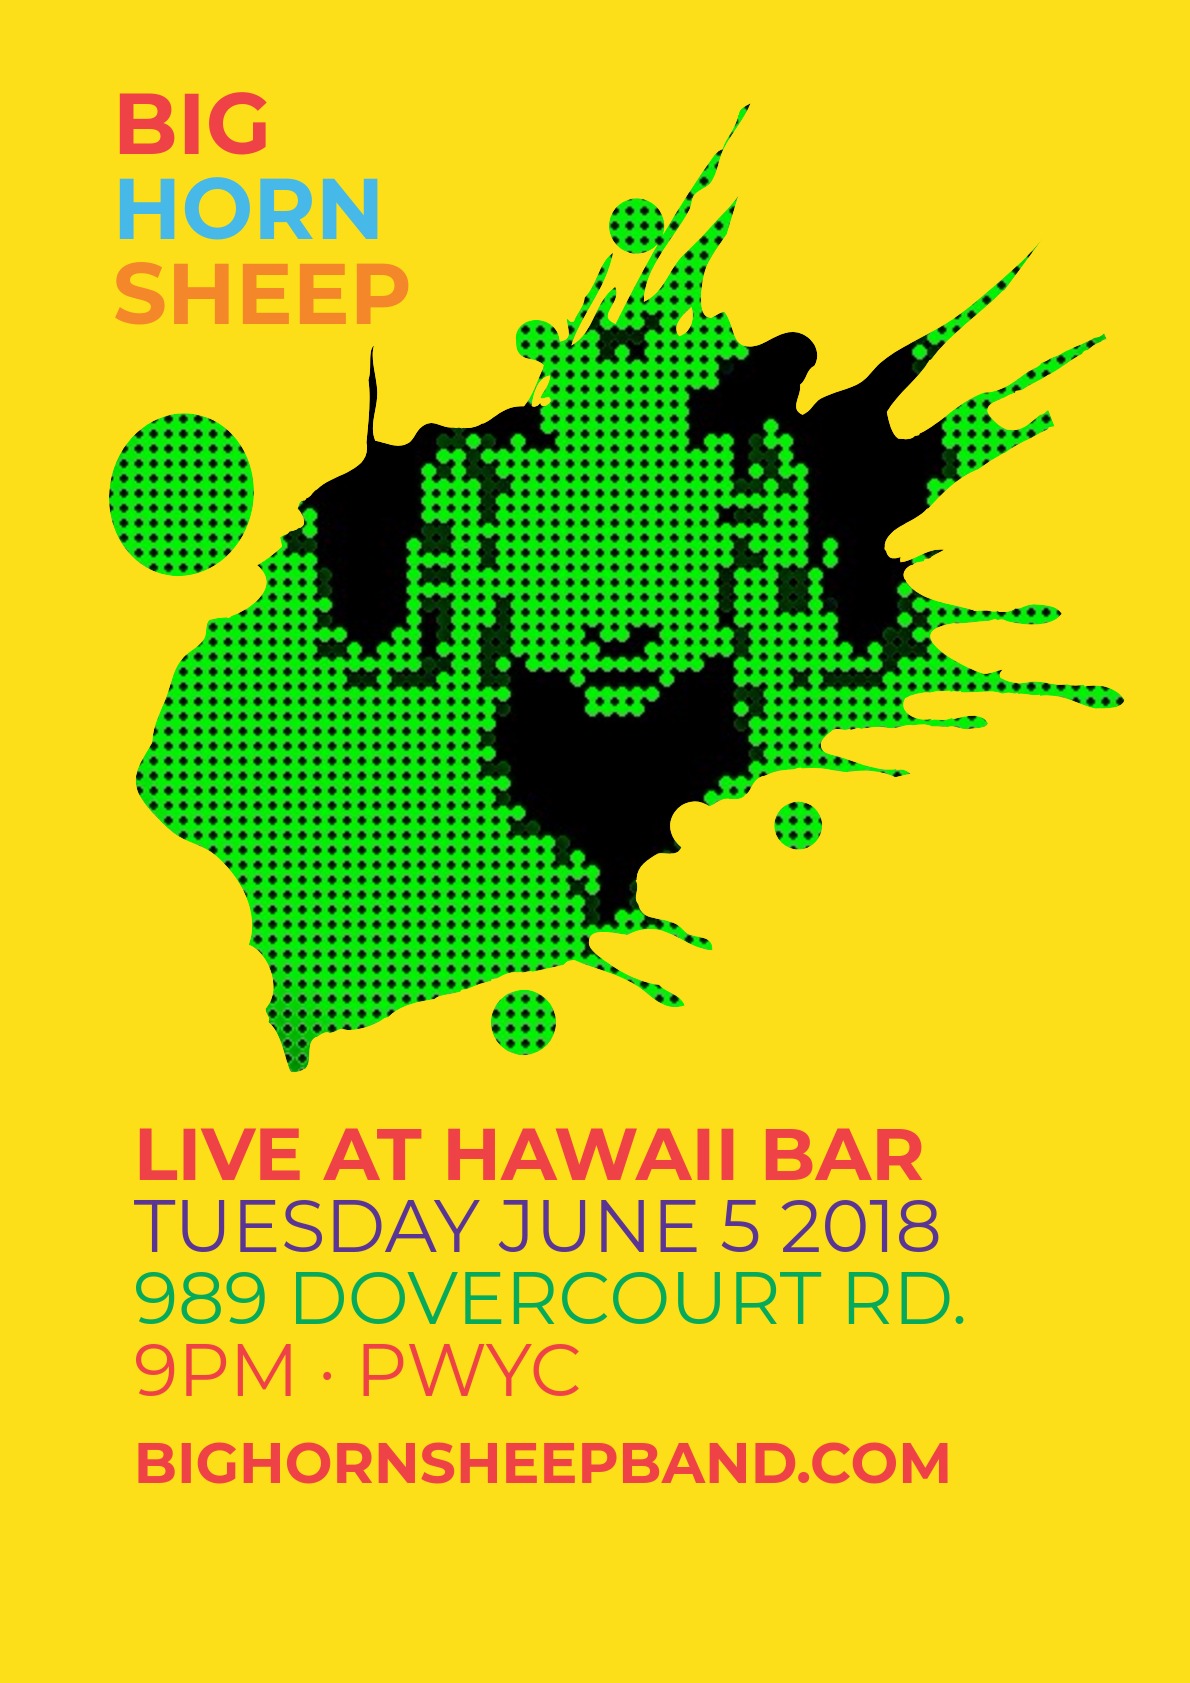 BIG
HORN
SHEEP
LIVE AT HAWAII BAR
TUESDAY JUNE 5 2018
989 DOVERCOURT RD.
9PM · PWYC
BIGHORNSHEEPBAND.COM